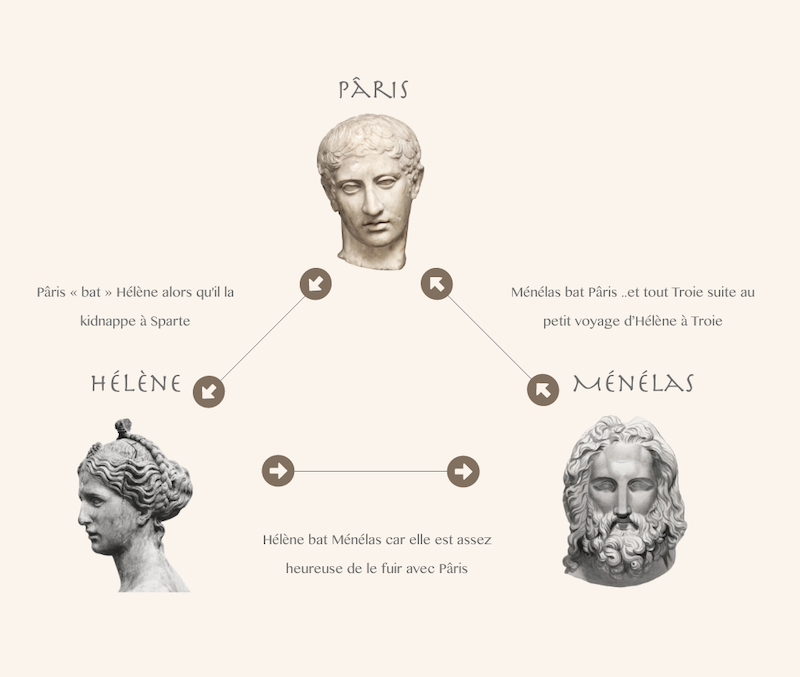 PÂRIS
Pâris « bat » Hélène alors qu'il la
kidnappe à Sparte
Ménélas bat Pâris ..et tout Troie suite au
petit voyage d'Hélène à Troie
HÉLÈNE
MÉNÉLAS
Hélène bat Ménélas car elle est assez
heureuse de le fuir avec Pâris